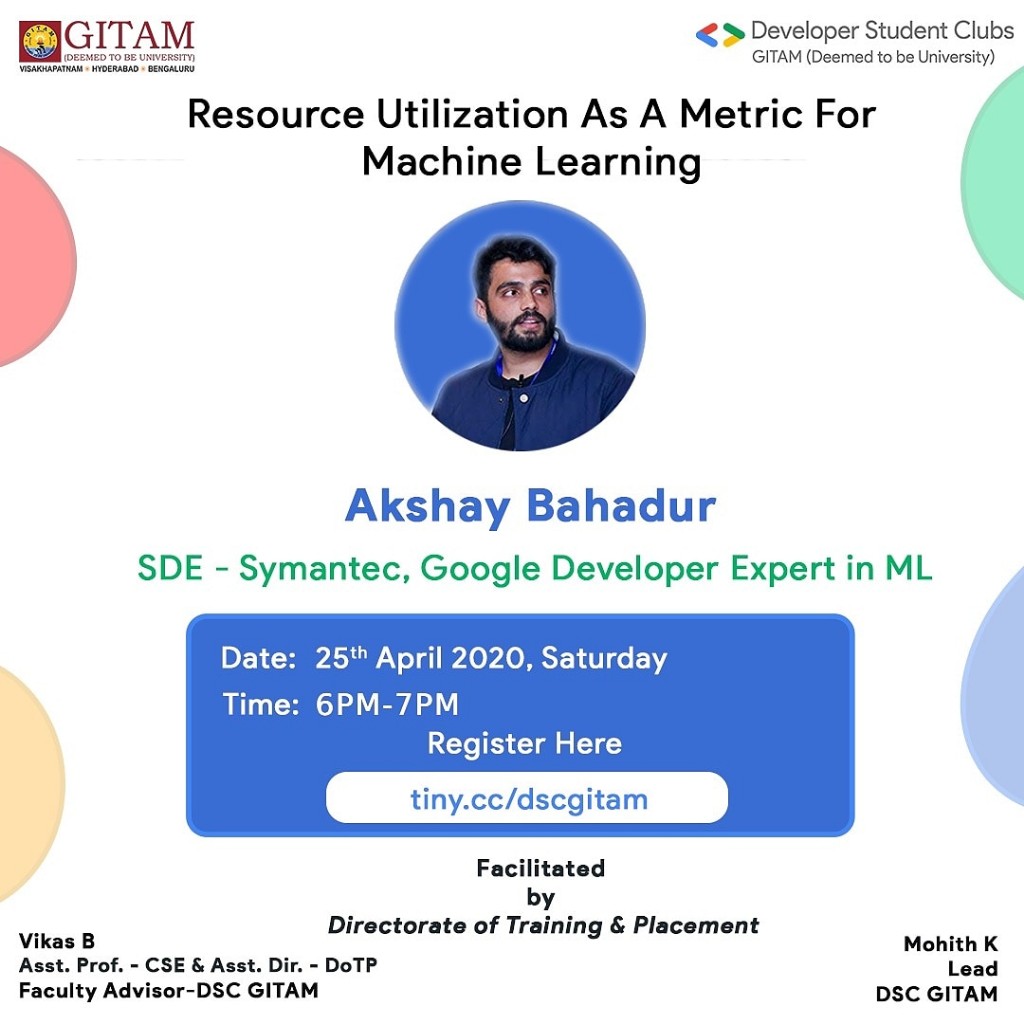 GITAM
(DEEMED TO BE UNIVERSITY)
VISAKHAPATNAM * HYDERABAD * BENGALURU
Developer Student Clubs
GITAM (Deemed to be University)
Resource Utilization As A Metric For
Machine Learning
Akshay Bahadur
SDE - Symantec, Google Developer Expert in ML
Date: 25th April 2020, Saturday
Time: 6PM-7PM
Register Here
tiny.cc/dscgitam
Facilitated
by
Directorate of Training & Placement
Vikas B
Asst. Prof. - CSE & Asst. Dir. - DoTP
Faculty Advisor-DSC GITAM
Mohith K
Lead
DSC GITAM